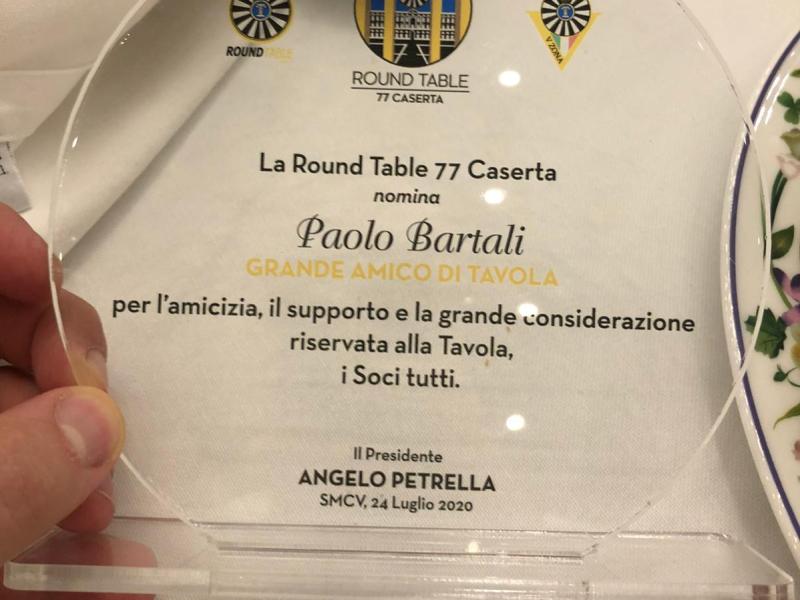 ROUND TABLE
V ZONA
ROUND TABLE
77 CASERTA
La Round Table 77 Caserta
nomina
Paolo Bartali
GRANDE AMICO DI TAVOLA
per l'amicizia, il supporto e la grande considerazione
riservata alla Tavola,
i Soci tutti.
Il Presidente
ANGELO PETRELLA
SMCV, 24 Luglio 2020